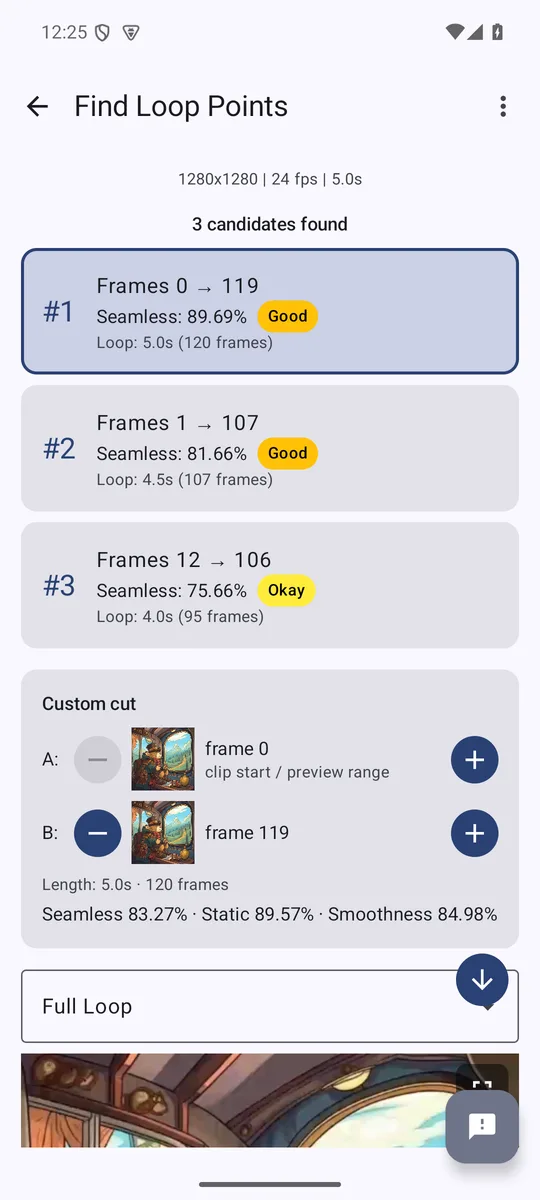 12:25
Find Loop Points
1280x1280 | 24 fps | 5.0s
3 candidates found
#1
Frames 0 → 119
Seamless: 89.69% Good
Loop: 5.0s (120 frames)
#2
Frames 1 → 107
Seamless: 81.66% Good
Loop: 4.5s (107 frames)
#3
Frames 12 → 106
Seamless: 75.66% Okay
Loop: 4.0s (95 frames)
Custom cut
A:
frame 0
clip start / preview range
B:
frame 119
Length: 5.0s · 120 frames
Seamless 83.27% · Static 89.57% · Smoothness 84.98%
Full Loop